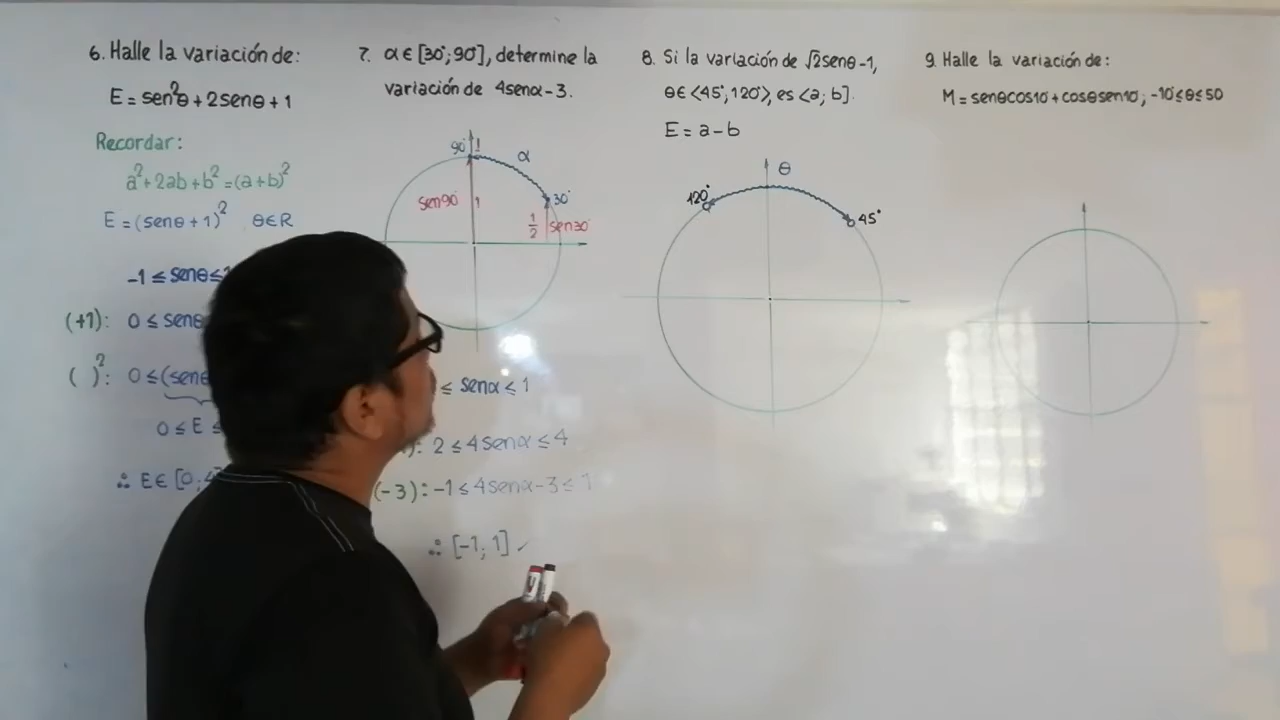 6. Halle la variación de:
E = sen²θ + 2senθ + 1
Recordar:
a² + 2ab + b² = (a+b)²
E = (senθ + 1)² θ∈R
-1 ≤ senθ ≤ 1
(+1): 0 ≤ senθ
( )²: 0 ≤ (senθ
0 ≤ E ≤
∴ E∈ [0; 4
7. α∈[30°; 90°], determine la
variación de 4senα-3.
90° 1 α
sen90° 1 30°
1/2 sen30°
≤ senα ≤ 1
): 2 ≤ 4senα ≤ 4
(-3): -1 ≤ 4senα-3 ≤ 1
∴ [-1; 1] ✓
8. Si la variación de √2senθ-1,
θ∈<45°; 120°>, es <a; b].
E = a-b
θ
120° 45°
9. Halle la variación de:
M = senθcos10° + cosθsen10°; -10° ≤ θ ≤ 50